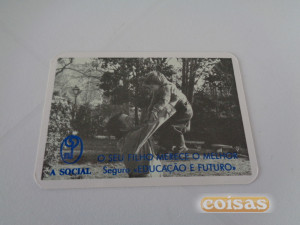 O SEU FILHO MERECE O MELHOR
A SOCIAL Seguro «EDUCAÇÃO E FUTURO»
coisas